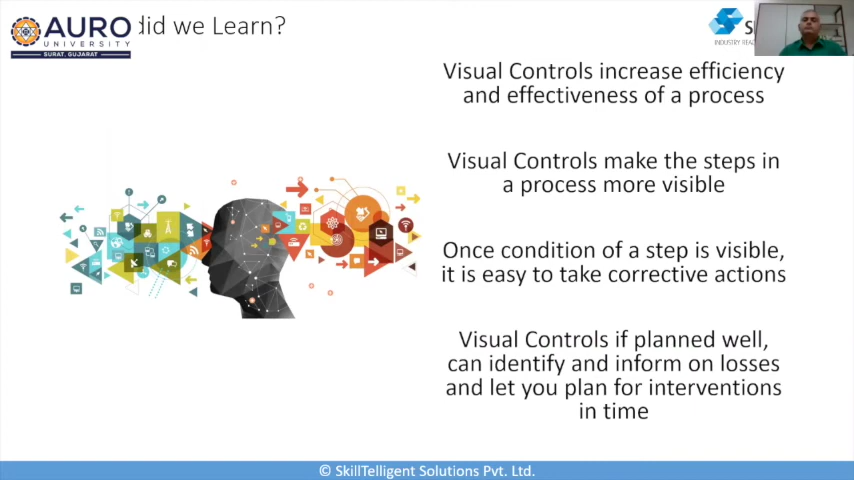 AURO
UNIVERSITY
SURAT, GUJARAT
did we Learn?
INDUSTRY
Visual Controls increase efficiency
and effectiveness of a process
Visual Controls make the steps in
a process more visible
Once condition of a step is visible,
it is easy to take corrective actions
Visual Controls if planned well,
can identify and inform on losses
and let you plan for interventions
in time
© SkillTelligent Solutions Pvt. Ltd.